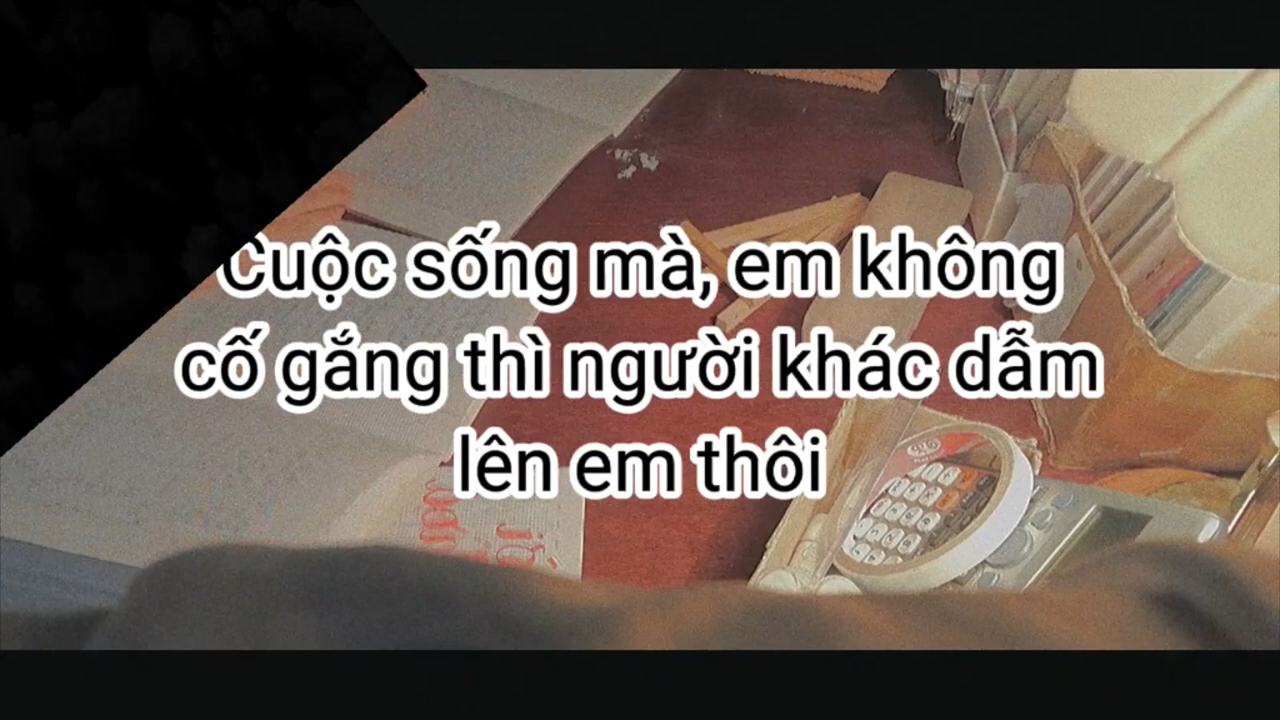 Cuộc sống mà, em không
cố gắng thì người khác dẫm
lên em thôi